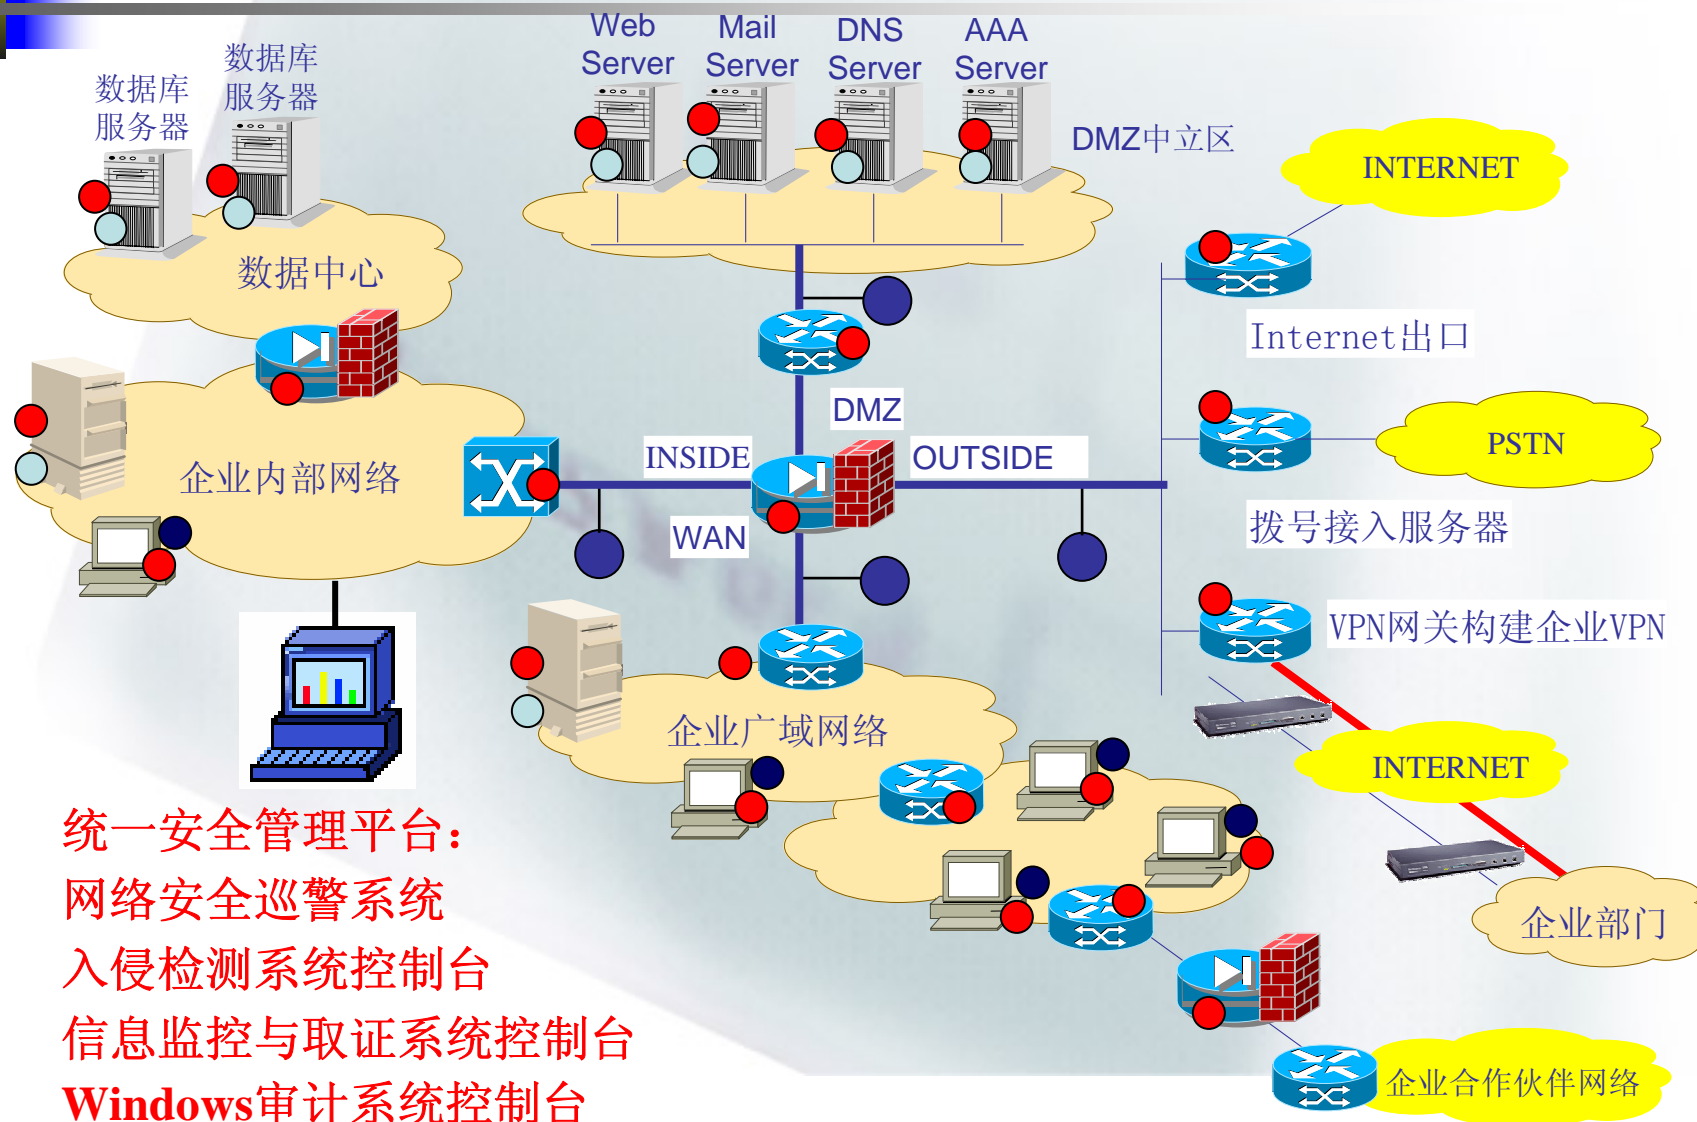 Web
Server
Mail
Server
DNS
Server
AAA
Server
数据库
服务器
数据库
服务器
DMZ中立区
INTERNET
数据中心
Internet出口
DMZ
PSTN
INSIDE
OUTSIDE
企业内部网络
WAN
拨号接入服务器
VPN网关构建企业VPN
企业广域网络
INTERNET
统一安全管理平台：
网络安全巡警系统
入侵检测系统控制台
信息监控与取证系统控制台
Windows审计系统控制台
企业部门
企业合作伙伴网络